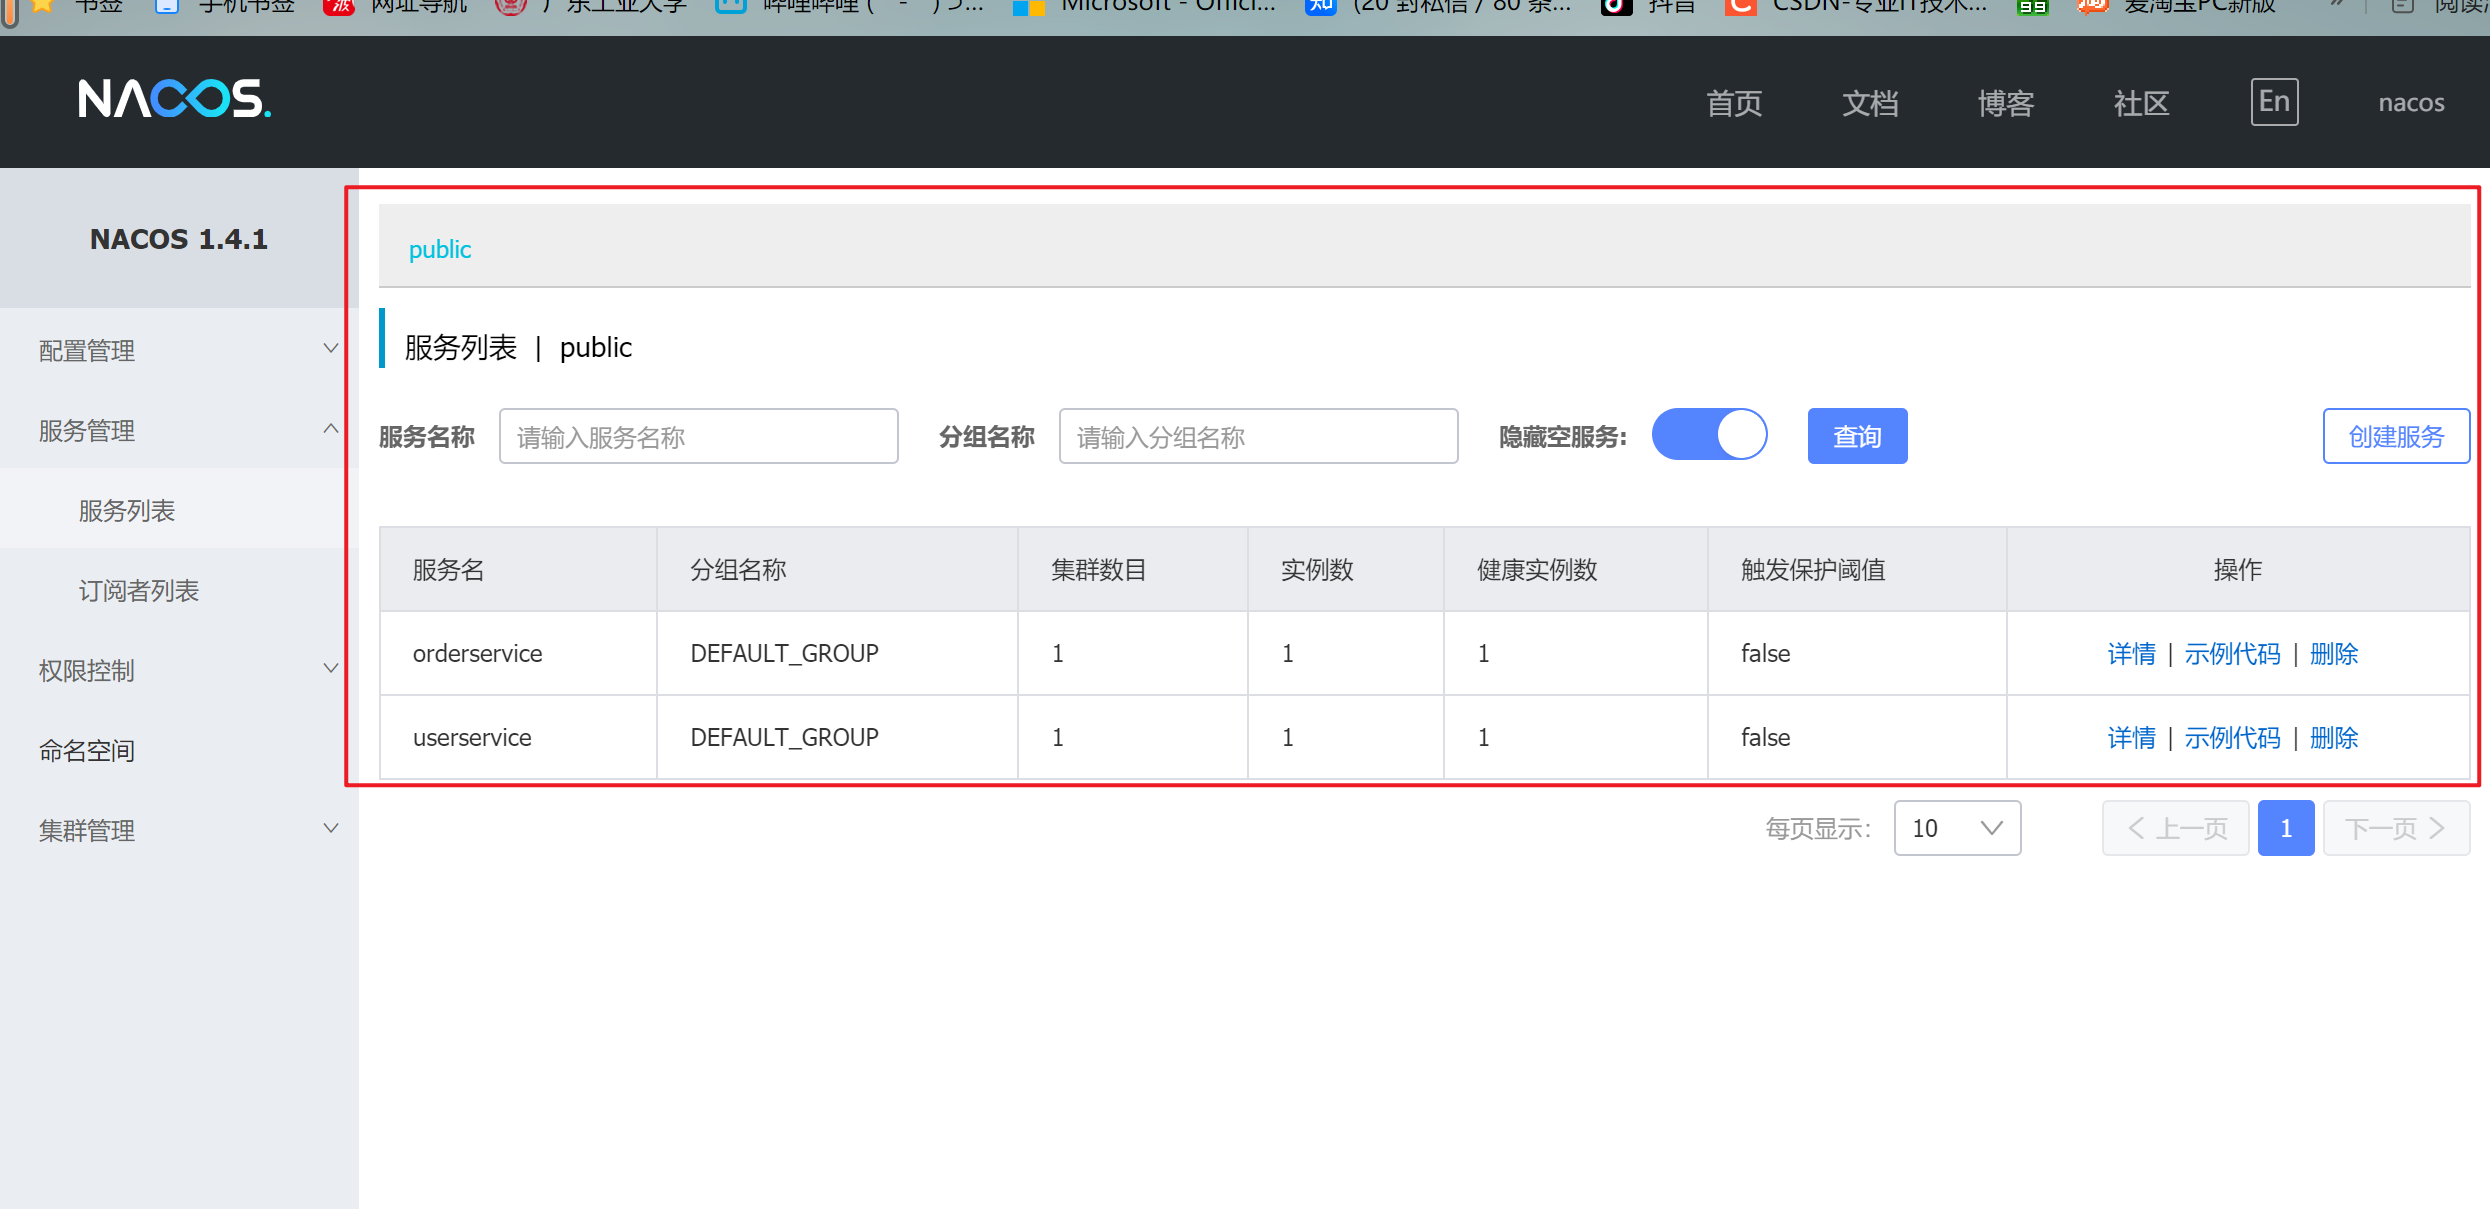 书签 手机书签 网址导航 广东工业大学 哔哩哔哩 ( ゜- ゜)つ... Microsoft - Offici... (20 封私信 / 80 条... 抖音 CSDN-专业IT技术... 爱淘宝PC新版 »
NACOS. 首页 文档 博客 社区 En nacos
NACOS 1.4.1
配置管理
服务管理
服务列表
订阅者列表
权限控制
命名空间
集群管理
public
服务列表 | public
服务名称 请输入服务名称 分组名称 请输入分组名称 隐藏空服务: 查询 创建服务
服务名 分组名称 集群数目 实例数 健康实例数 触发保护阈值 操作
orderservice DEFAULT_GROUP 1 1 1 false 详情 | 示例代码 | 删除
userservice DEFAULT_GROUP 1 1 1 false 详情 | 示例代码 | 删除
每页显示: 10 上一页 1 下一页